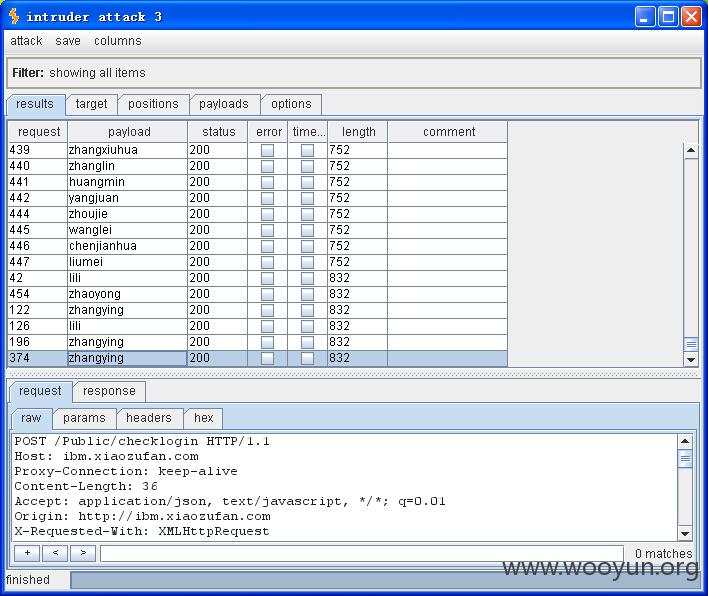 intruder attack 3
attack save columns
Filter: showing all items
results target positions payloads options
request payload status error time... length comment
439 zhangxiuhua 200 752
440 zhanglin 200 752
441 huangmin 200 752
442 yangjuan 200 752
444 zhoujie 200 752
445 wanglei 200 752
446 chenjianhua 200 752
447 liumei 200 752
42 lili 200 832
454 zhaoyong 200 832
122 zhangying 200 832
126 lili 200 832
196 zhangying 200 832
374 zhangying 200 832
request response
raw params headers hex
POST /Public/checklogin HTTP/1.1
Host: ibm.xiaozufan.com
Proxy-Connection: keep-alive
Content-Length: 36
Accept: application/json, text/javascript, */*; q=0.01
Origin: http://ibm.xiaozufan.com
X-Requested-With: XMLHttpRequest
+ < > 0 matches
www.wooyun.org
finished